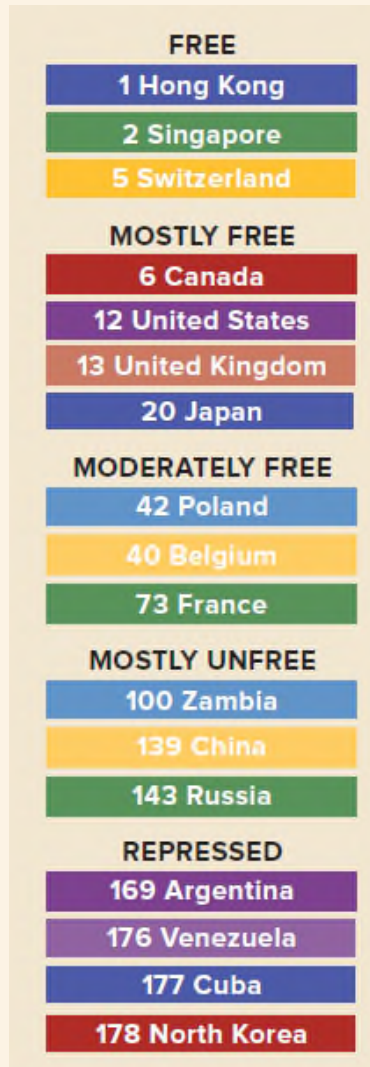 FREE
1 Hong Kong
2 Singapore
5 Switzerland
MOSTLY FREE
6 Canada
12 United States
13 United Kingdom
20 Japan
MODERATELY FREE
42 Poland
40 Belgium
73 France
MOSTLY UNFREE
100 Zambia
139 China
143 Russia
REPRESSED
169 Argentina
176 Venezuela
177 Cuba
178 North Korea